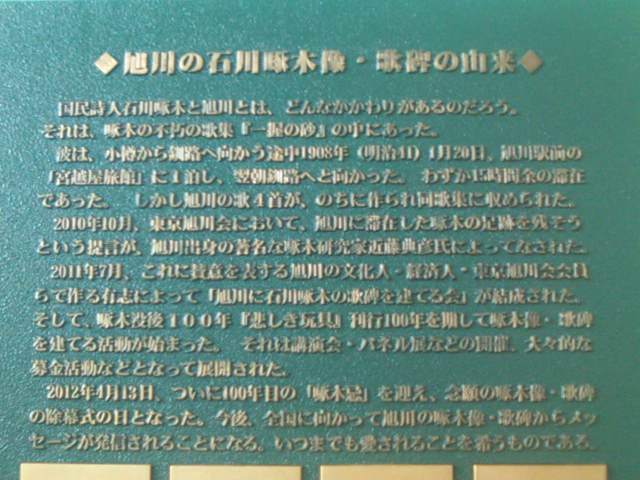 ◆旭川の石川啄木像・歌碑の由来◆
国民詩人石川啄木と旭川とは、どんなかかわりがあるのだろう。
それは、啄木の不朽の歌集『一握の砂』の中にあった。
彼は、小樽から釧路へ向かう途中1908年（明治41）1月20日、旭川駅前の
「宮越屋旅館」に1泊し、翌朝釧路へと向かった。 わずか15時間余の滞在
であった。 しかし旭川の歌４首が、のちに作られ同歌集に収められた。
2010年10月、東京旭川会において、旭川に滞在した啄木の足跡を残そう
という提言が、旭川出身の著名な啄木研究家近藤典彦氏によってなされた。
2011年7月、これに賛意を表する旭川の文化人・経済人・東京旭川会会員
らで作る有志によって「旭川に石川啄木の歌碑を建てる会」が結成された。
そして、啄木没後１００年『悲しき玩具』刊行100年を期して啄木像・歌碑
を建てる活動が始まった。 それは講演会・パネル展などの開催、大々的な
募金活動などとなって展開された。
2012年4月13日、ついに100年目の「啄木忌」を迎え、念願の啄木像・歌碑
の除幕式の日となった。今後、全国に向かって旭川の啄木像・歌碑からメッ
セージが発信されることになる。いつまでも愛されることを希うものである。